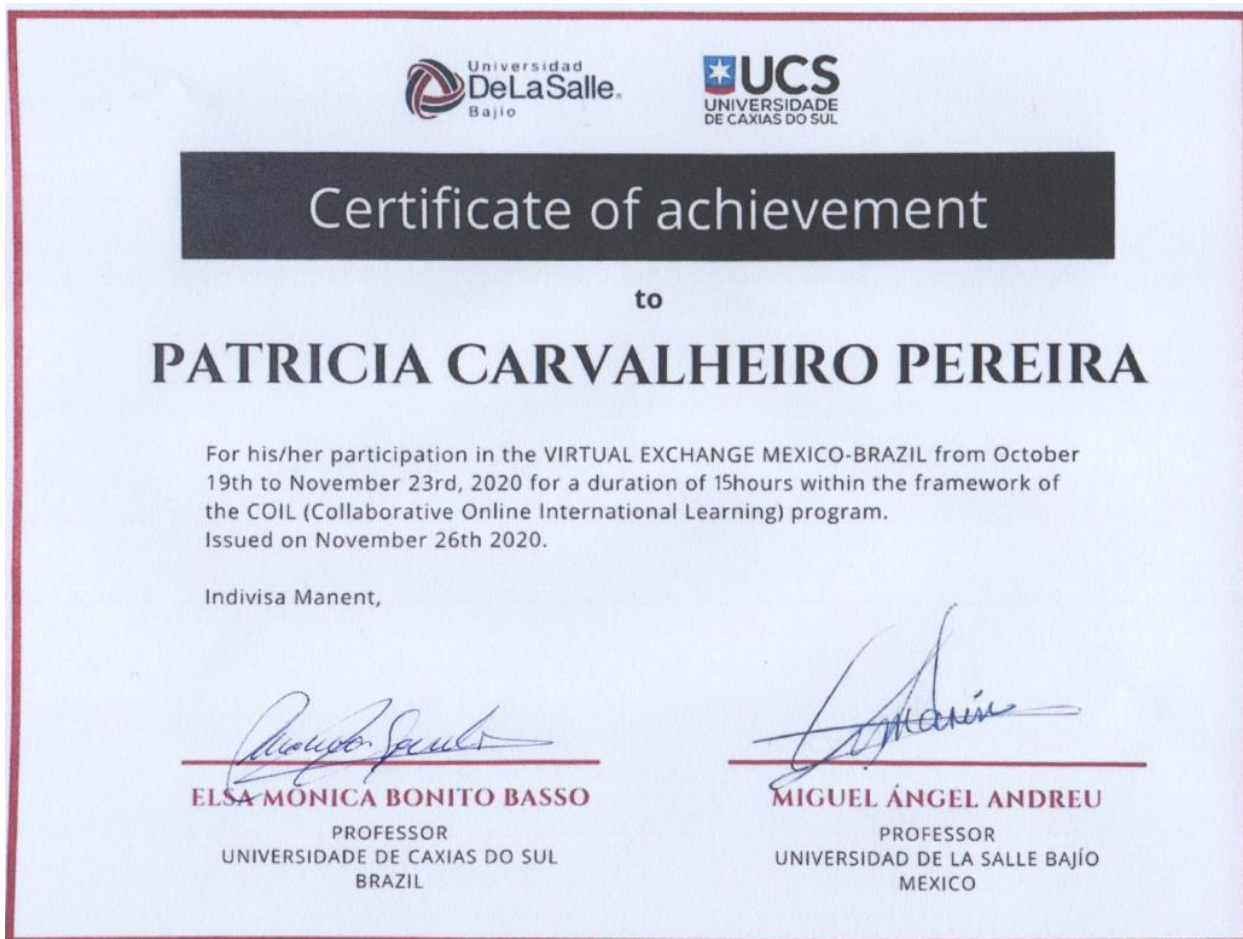 Universidad
DeLaSalle®
Bajío
UCS
UNIVERSIDADE
DE CAXIAS DO SUL
Certificate of achievement
to
PATRICIA CARVALHEIRO PEREIRA
For his/her participation in the VIRTUAL EXCHANGE MEXICO-BRAZIL from October
19th to November 23rd, 2020 for a duration of 15hours within the framework of
the COIL (Collaborative Online International Learning) program.
Issued on November 26th 2020.
Indivisa Manent,
ELSA MÓNICA BONITO BASSO
PROFESSOR
UNIVERSIDADE DE CAXIAS DO SUL
BRAZIL
MIGUEL ÁNGEL ANDREU
PROFESSOR
UNIVERSIDAD DE LA SALLE BAJÍO
MEXICO